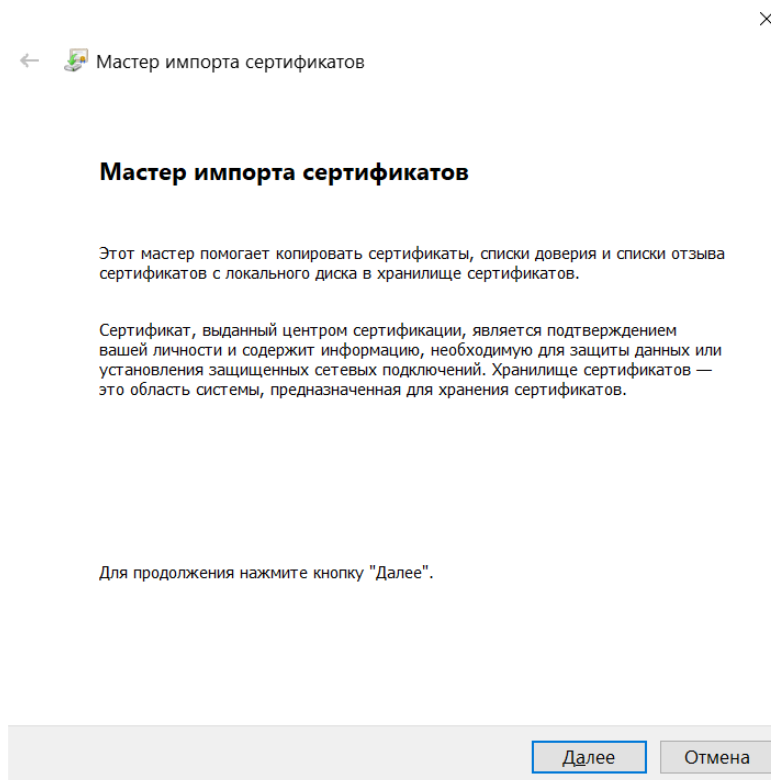 Мастер импорта сертификатов
Мастер импорта сертификатов
Этот мастер помогает копировать сертификаты, списки доверия и списки отзыва
сертификатов с локального диска в хранилище сертификатов.
Сертификат, выданный центром сертификации, является подтверждением
вашей личности и содержит информацию, необходимую для защиты данных или
установления защищенных сетевых подключений. Хранилище сертификатов —
это область системы, предназначенная для хранения сертификатов.
Для продолжения нажмите кнопку "Далее".
Далее
Отмена